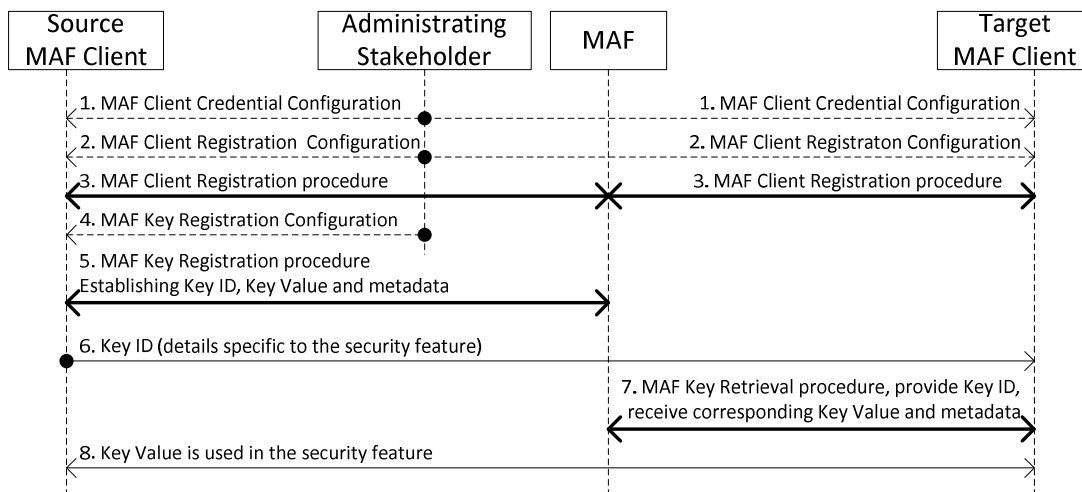 Source
MAF Client
Administrating
Stakeholder
MAF
Target
MAF Client
1. MAF Client Credential Configuration
1. MAF Client Credential Configuration
2. MAF Client Registration  Configuration
2. MAF Client Registraton Configuration
3. MAF Client Registration procedure
3. MAF Client Registration procedure
4. MAF Key Registration Configuration
5. MAF Key Registration procedure
Establishing Key ID, Key Value and metadata
6. Key ID (details specific to the security feature)
7. MAF Key Retrieval procedure, provide Key ID,
receive corresponding Key Value and metadata
8. Key Value is used in the security feature